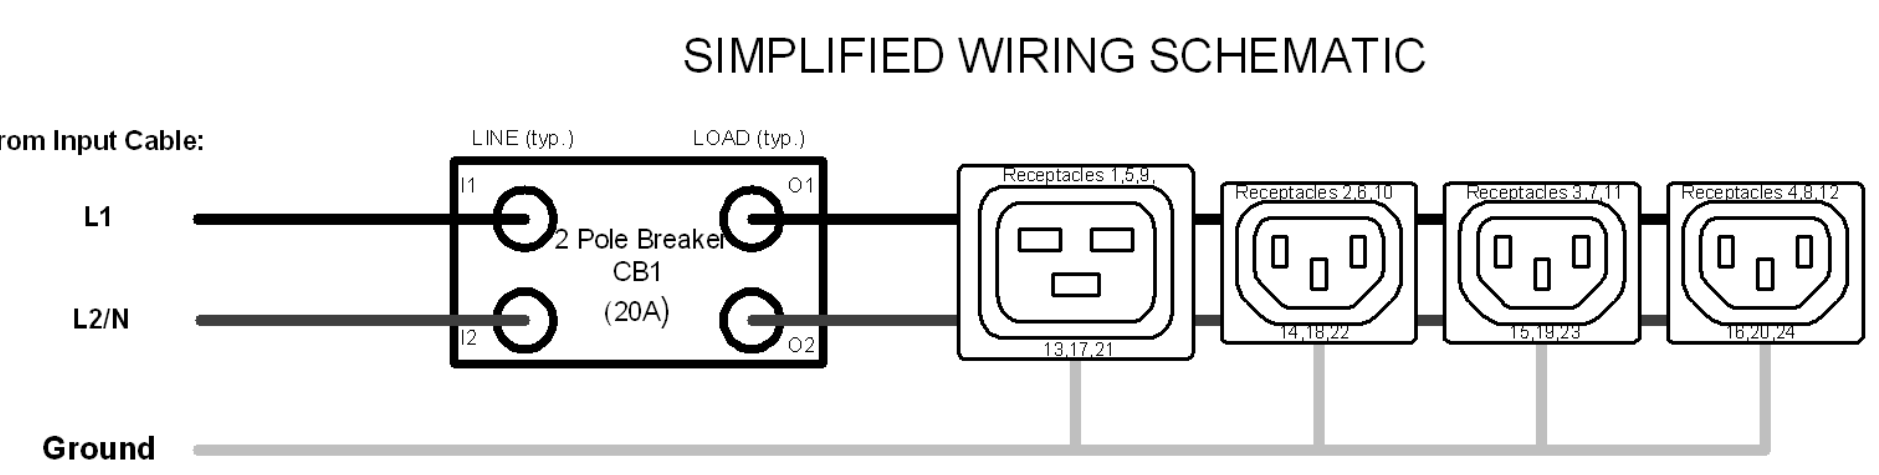 SIMPLIFIED WIRING SCHEMATIC
rom Input Cable:
LINE (typ.)
LOAD (typ.)
L1
I1
O1
2 Pole Breaker
CB1
(20A)
L2/N
I2
O2
Receptacles 1,5,9,
13,17,21
Receptacles 2,6,10
14,18,22
Receptacles 3,7,11
15,19,23
Receptacles 4,8,12
16,20,24
Ground